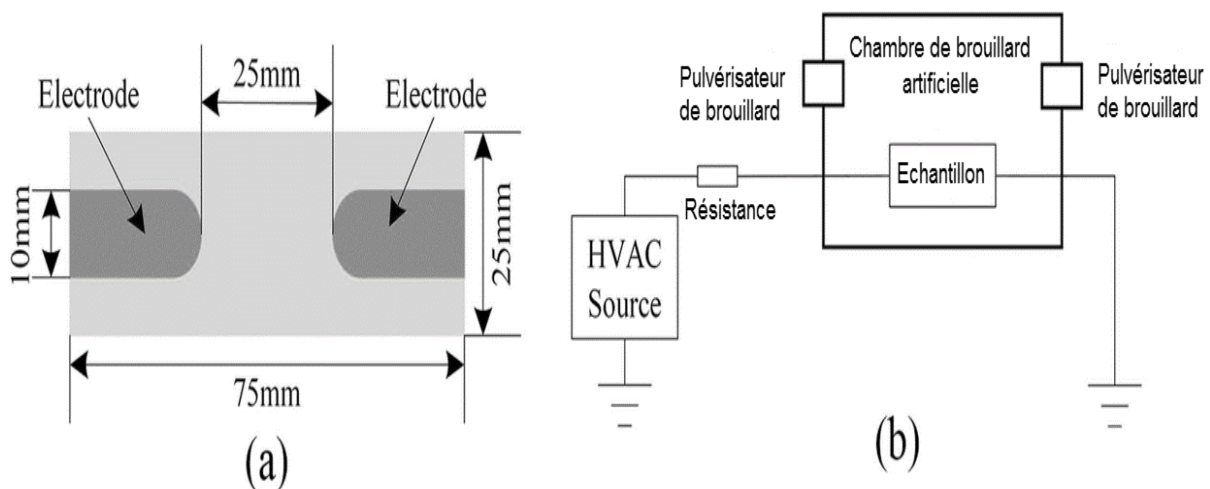 25mm
Electrode
Electrode
10mm
25mm
75mm
(a)
Chambre de brouillard
artificielle
Pulvérisateur
de brouillard
Pulvérisateur
de brouillard
Echantillon
Résistance
HVAC
Source
(b)